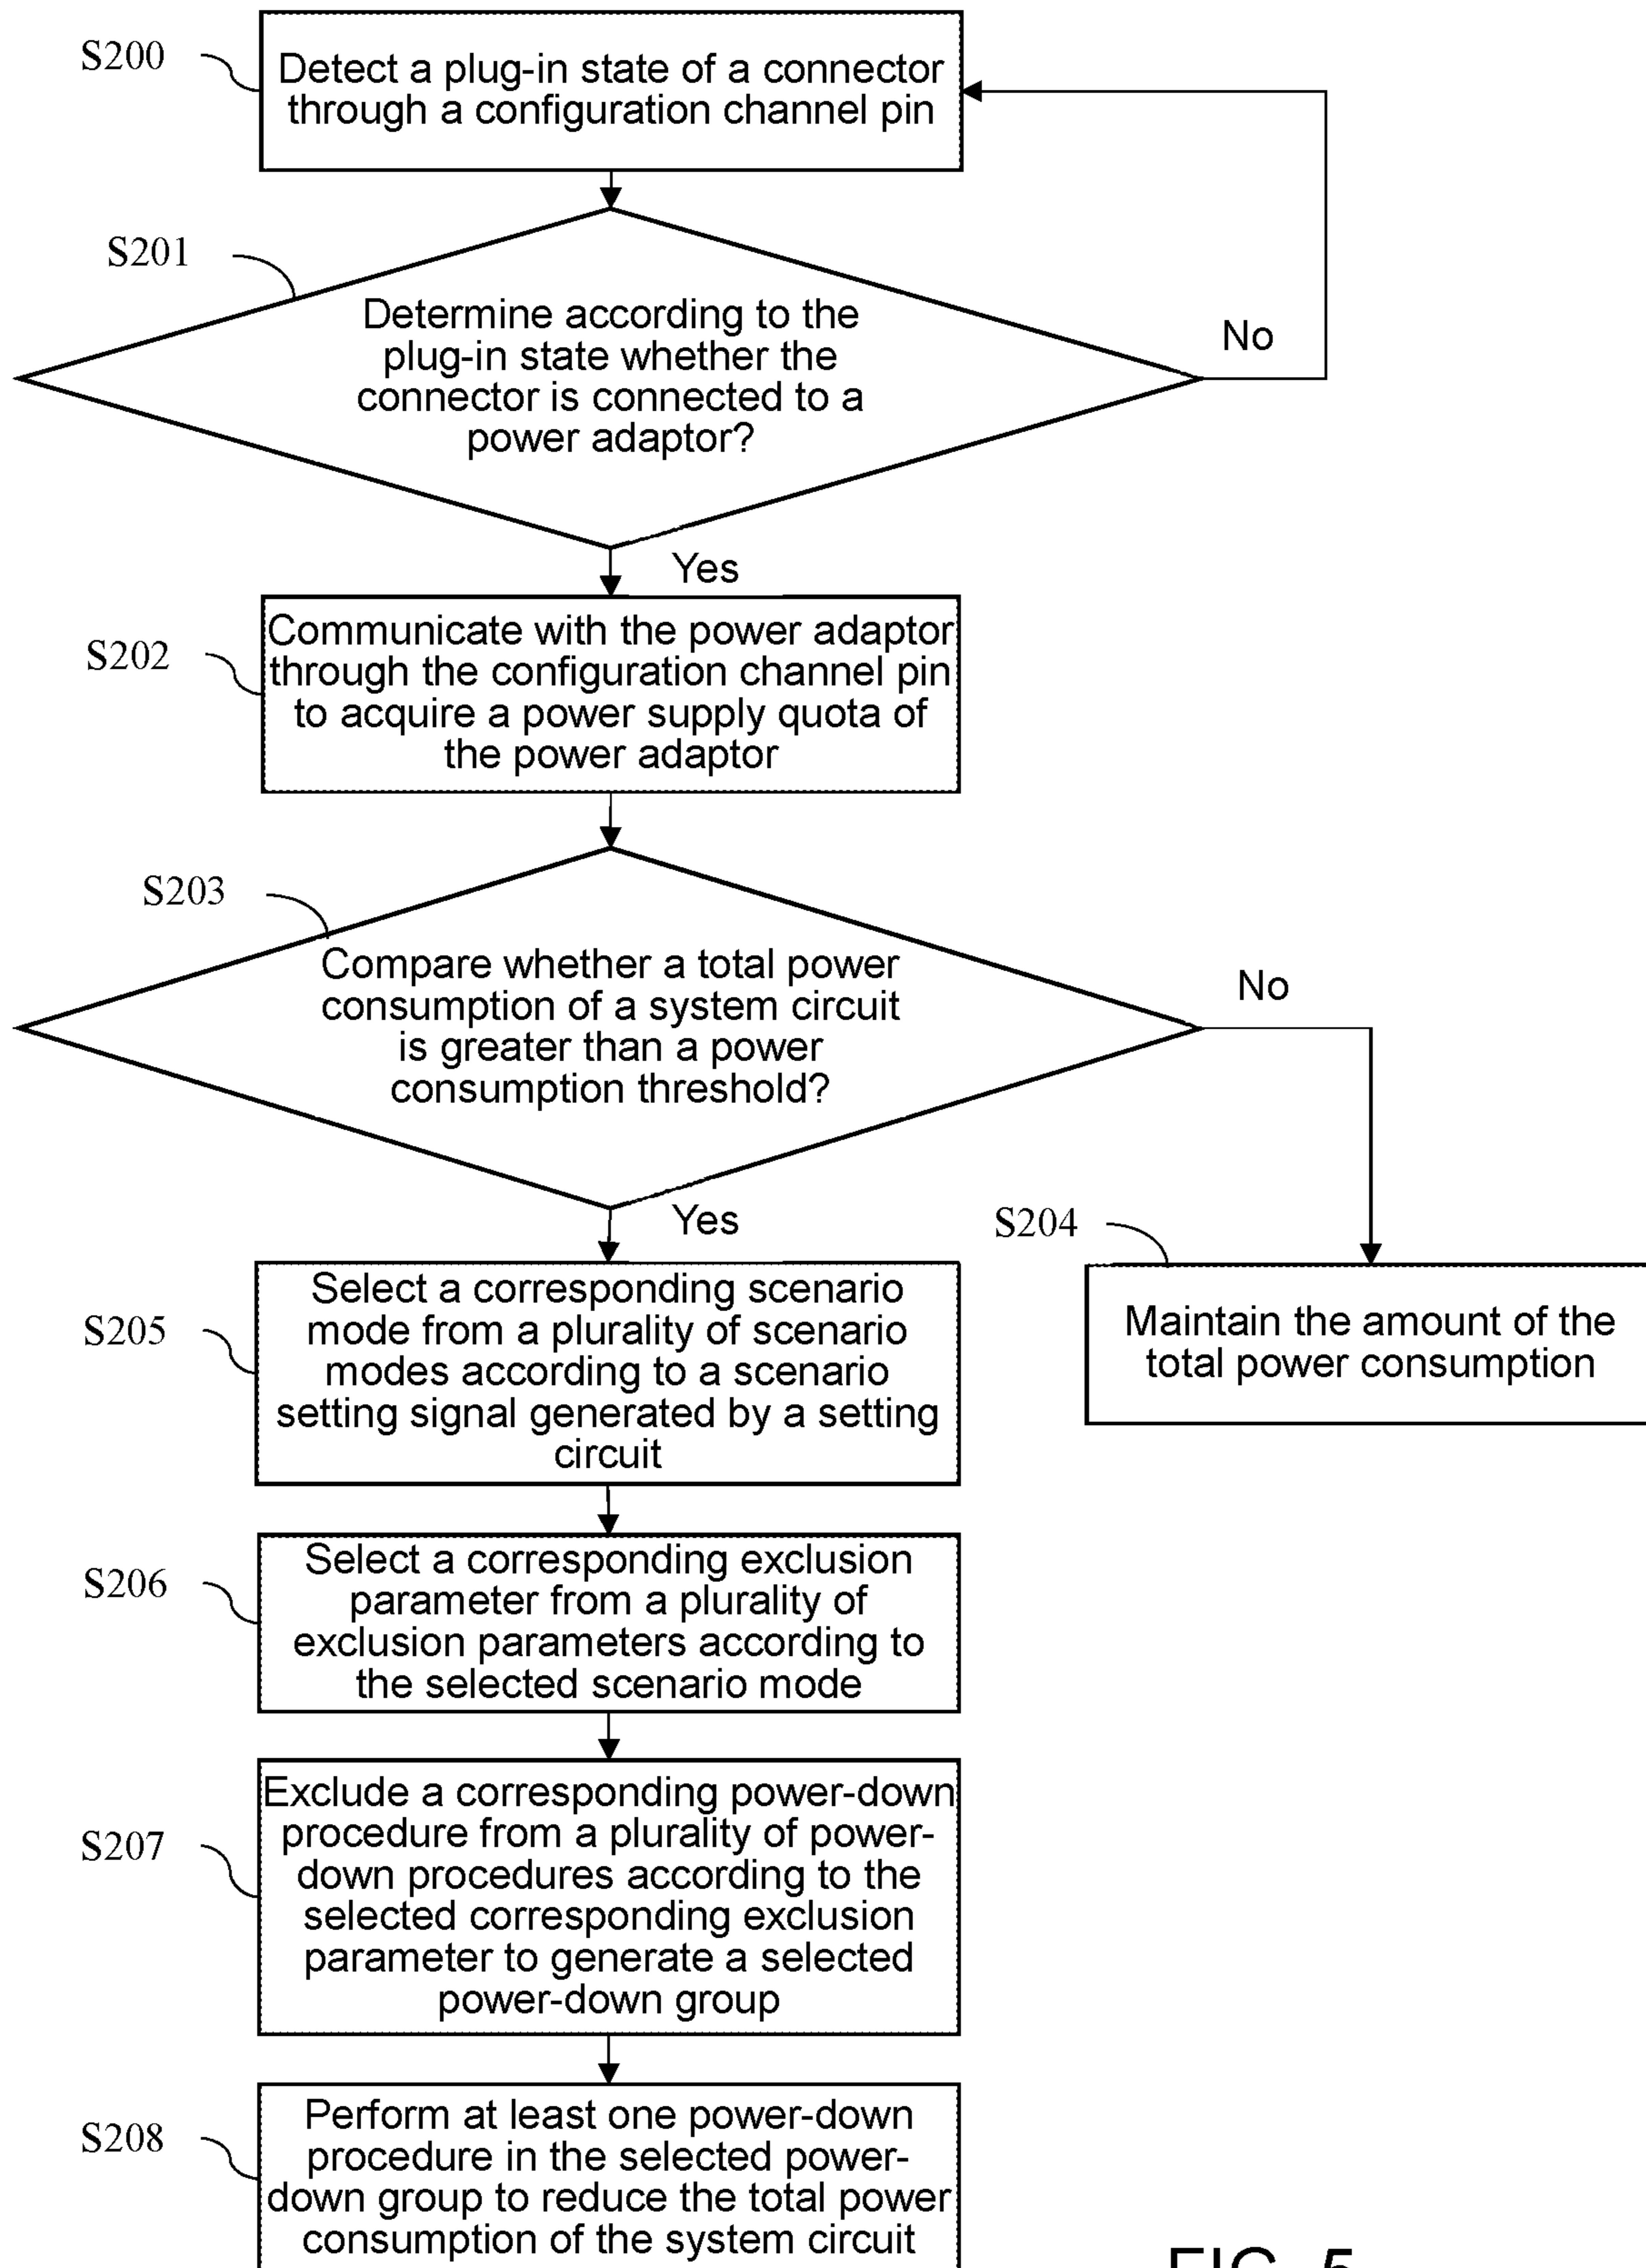 S200
Detect a plug-in state of a connector
through a configuration channel pin
S201
Determine according to the
plug-in state whether the
connector is connected to a
power adaptor?
No
Yes
S202
Communicate with the power adaptor
through the configuration channel pin
to acquire a power supply quota of
the power adaptor
S203
Compare whether a total power
consumption of a system circuit
is greater than a power
consumption threshold?
No
Yes
S204
Maintain the amount of the
total power consumption
S205
Select a corresponding scenario
mode from a plurality of scenario
modes according to a scenario
setting signal generated by a setting
circuit
S206
Select a corresponding exclusion
parameter from a plurality of
exclusion parameters according to
the selected scenario mode
S207
Exclude a corresponding power-down
procedure from a plurality of power-
down procedures according to the
selected corresponding exclusion
parameter to generate a selected
power-down group
S208
Perform at least one power-down
procedure in the selected power-
down group to reduce the total power
consumption of the system circuit
FIG. 5